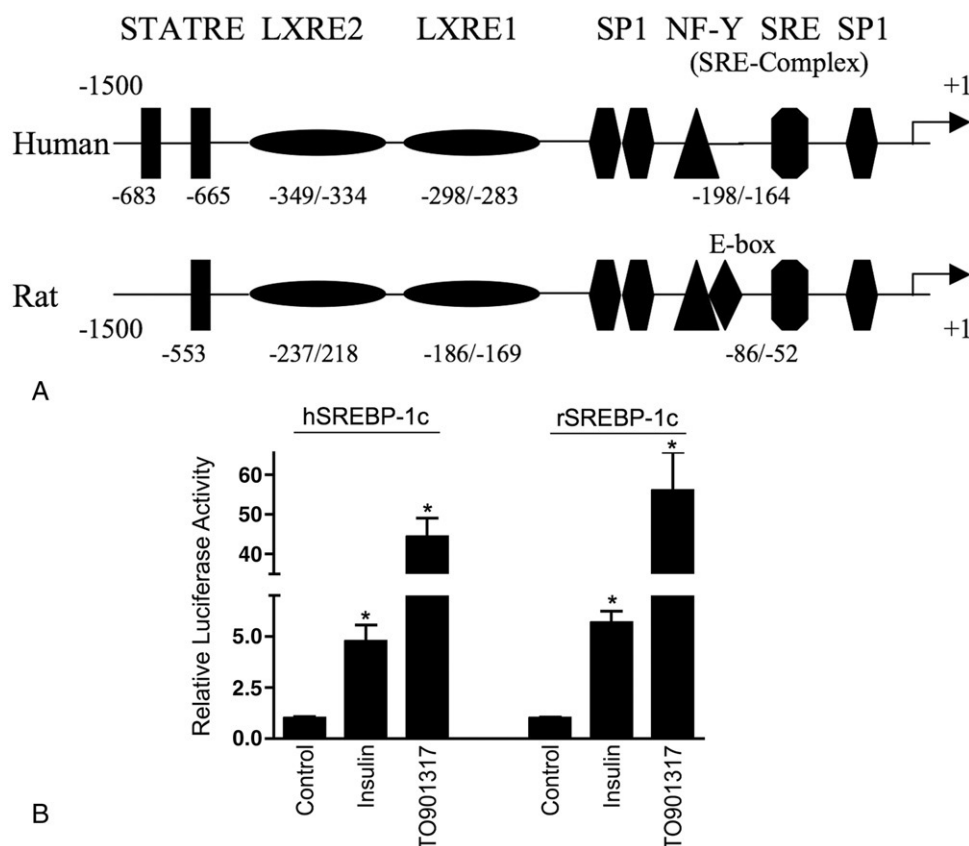 STATRE LXRE2 LXRE1 SP1 NF-Y SRE SP1
(SRE-Complex)
-1500 +1
Human
-683 -665 -349/-334 -298/-283 -198/-164
E-box
Rat
-1500 +1
-553 -237/218 -186/-169 -86/-52
A
hSREBP-1c rSREBP-1c
Relative Luciferase Activity
60
50
40
5.0
2.5
0.0
* * * *
Control Insulin TO901317 Control Insulin TO901317
B